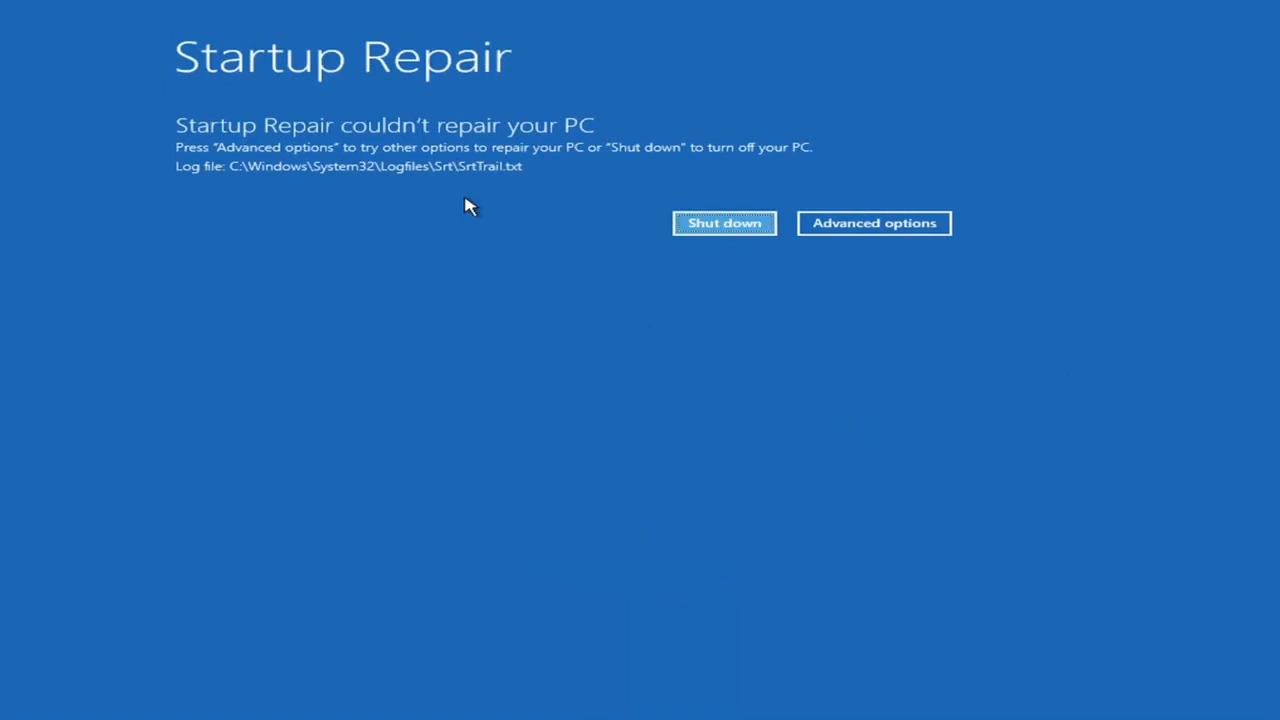 Startup Repair
Startup Repair couldn't repair your PC
Press “Advanced options” to try other options to repair your PC or “Shut down” to turn off your PC.
Log file: C:\Windows\System32\Logfiles\Srt\SrtTrail.txt
Shut down
Advanced options